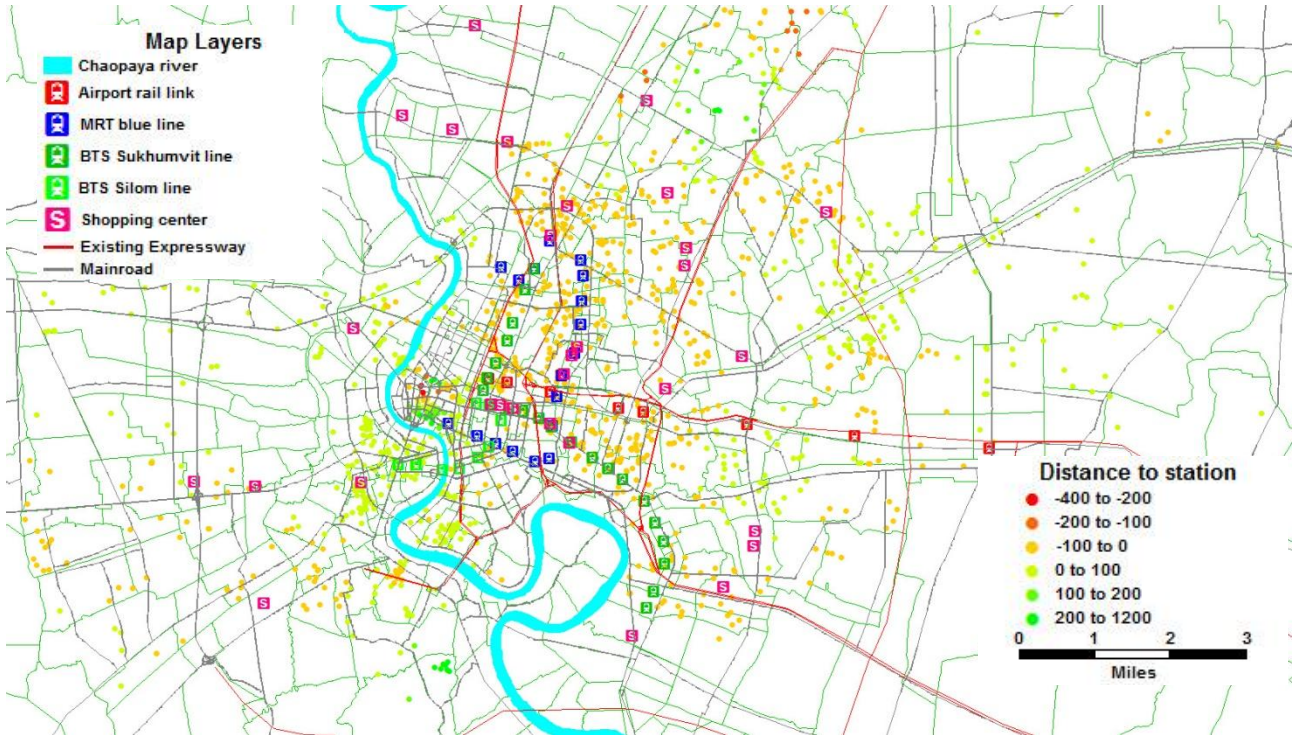 Map Layers
Chaopaya river
Airport rail link
MRT blue line
BTS Sukhumvit line
BTS Silom line
S Shopping center
Existing Expressway
Mainroad
Distance to station
-400 to -200
-200 to -100
-100 to 0
0 to 100
100 to 200
200 to 1200
0 1 2 3
Miles